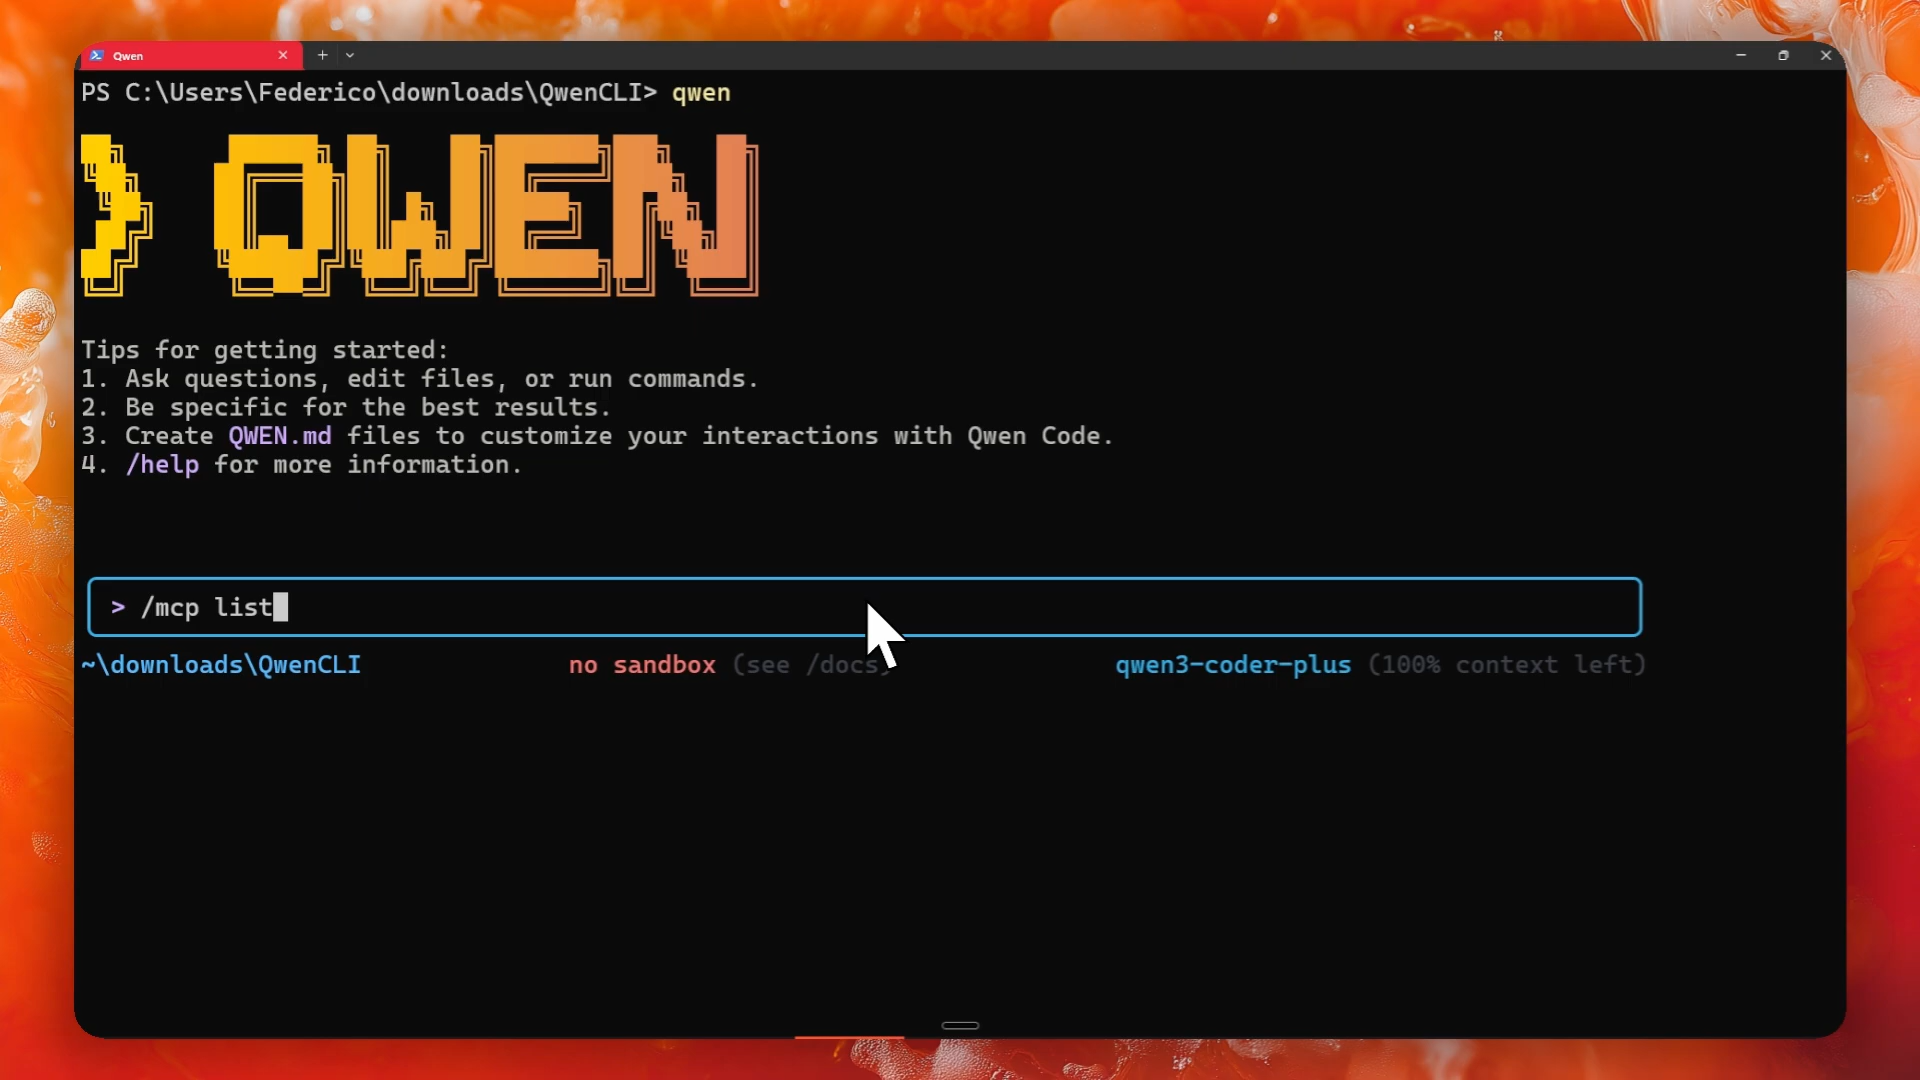 Qwen
PS C:\Users\Federico\downloads\QwenCLI> qwen
> QWEN
Tips for getting started:
1. Ask questions, edit files, or run commands.
2. Be specific for the best results.
3. Create QWEN.md files to customize your interactions with Qwen Code.
4. /help for more information.
> /mcp list
~\downloads\QwenCLI no sandbox (see /docs) qwen3-coder-plus (100% context left)